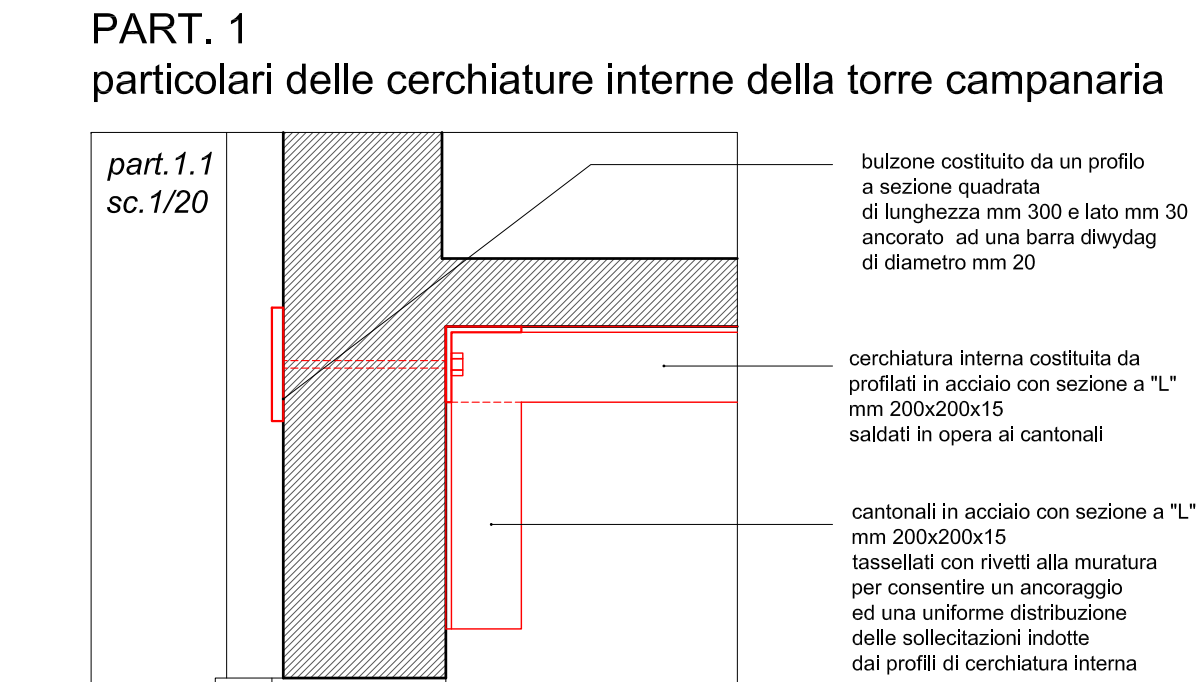 PART. 1
particolari delle cerchiature interne della torre campanaria
part.1.1
sc.1/20
bulzone costituito da un profilo
a sezione quadrata
di lunghezza mm 300 e lato mm 30
ancorato  ad una barra diwydag
di diametro mm 20
cerchiatura interna costituita da
profilati in acciaio con sezione a "L"
mm 200x200x15
saldati in opera ai cantonali
cantonali in acciaio con sezione a "L"
mm 200x200x15
tassellati con rivetti alla muratura
per consentire un ancoraggio
ed una uniforme distribuzione
delle sollecitazioni indotte
dai profili di cerchiatura interna